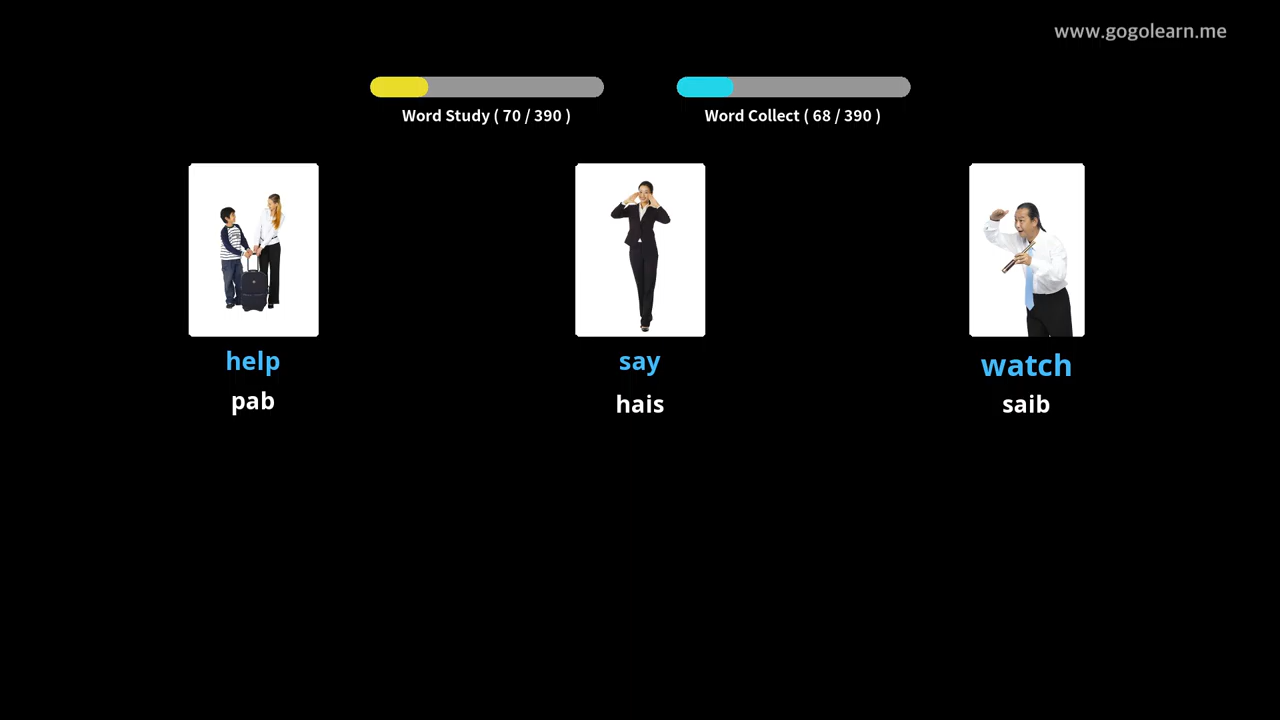 www.gogolearn.me
Word Study ( 70 / 390 )
Word Collect ( 68 / 390 )
help
say
watch
pab
hais
saib